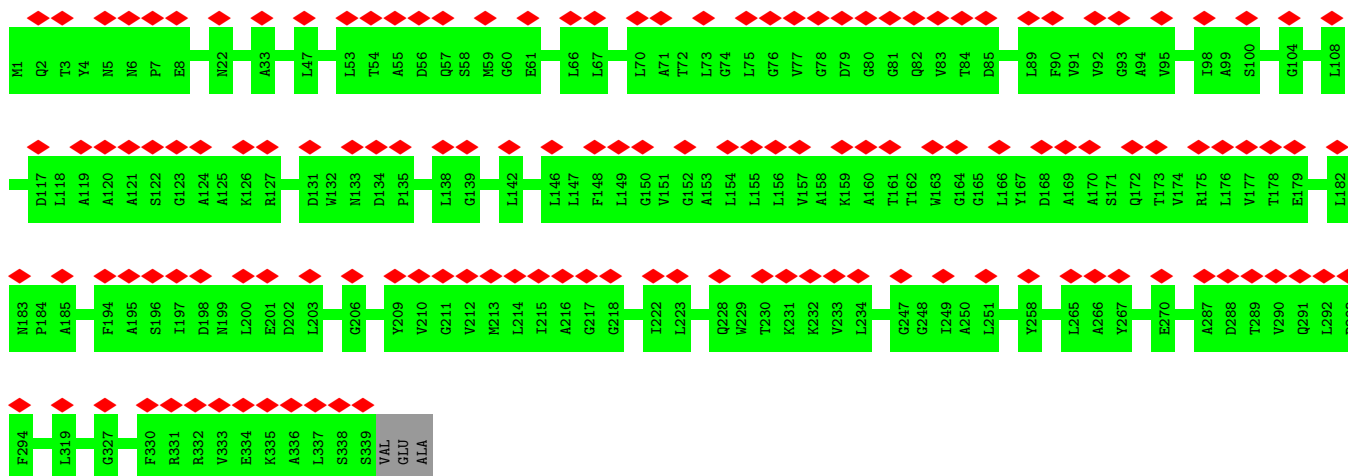 M1 Q2 T3 Y4 N5 N6 P7 E8 N22 A33 L47 L53 T54 A55 D56 Q57 S58 M59 G60 E61 L66 L67 L70 A71 T72 L73 G74 L75 G76 V77 G78 D79 G80 G81 Q82 V83 T84 D85 L89 F90 V91 V92 G93 A94 V95 I98 A99 S100 G104 L108
D117 L118 A119 A120 A121 S122 G123 A124 A125 K126 R127 D131 W132 N133 D134 P135 L138 G139 L142 L146 L147 F148 L149 G150 V151 G152 A153 L154 L155 L156 V157 A158 K159 A160 T161 T162 W163 G164 G165 L166 Y167 D168 A169 A170 S171 Q172 T173 V174 R175 L176 V177 T178 E179 L182
N183 P184 A185 F194 A195 S196 I197 D198 N199 L200 E201 D202 L203 G206 Y209 V210 G211 V212 M213 L214 I215 A216 G217 G218 I222 L223 Q228 W229 T230 K231 K232 V233 L234 G247 G248 I249 A250 L251 Y258 L265 A266 Y267 E270 A287 D288 T289 V290 Q291 L292
F294 L319 G327 F330 R331 R332 V333 E334 K335 A336 L337 S338 S339 VAL GLU ALA